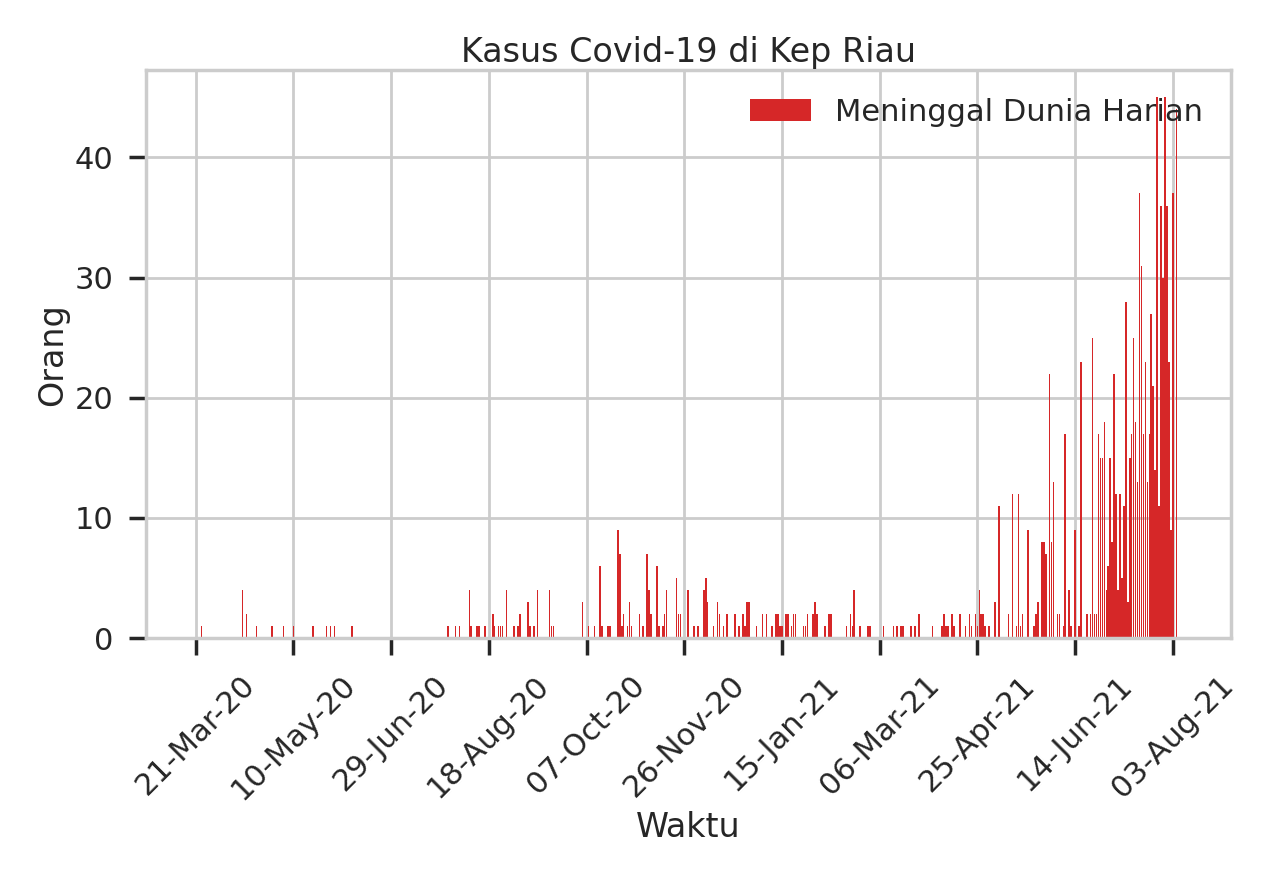 Kasus Covid-19 di Kep Riau
Meninggal Dunia Harian
Orang
40
30
20
10
0
21-Mar-20
10-May-20
29-Jun-20
18-Aug-20
07-Oct-20
26-Nov-20
15-Jan-21
06-Mar-21
25-Apr-21
14-Jun-21
03-Aug-21
Waktu